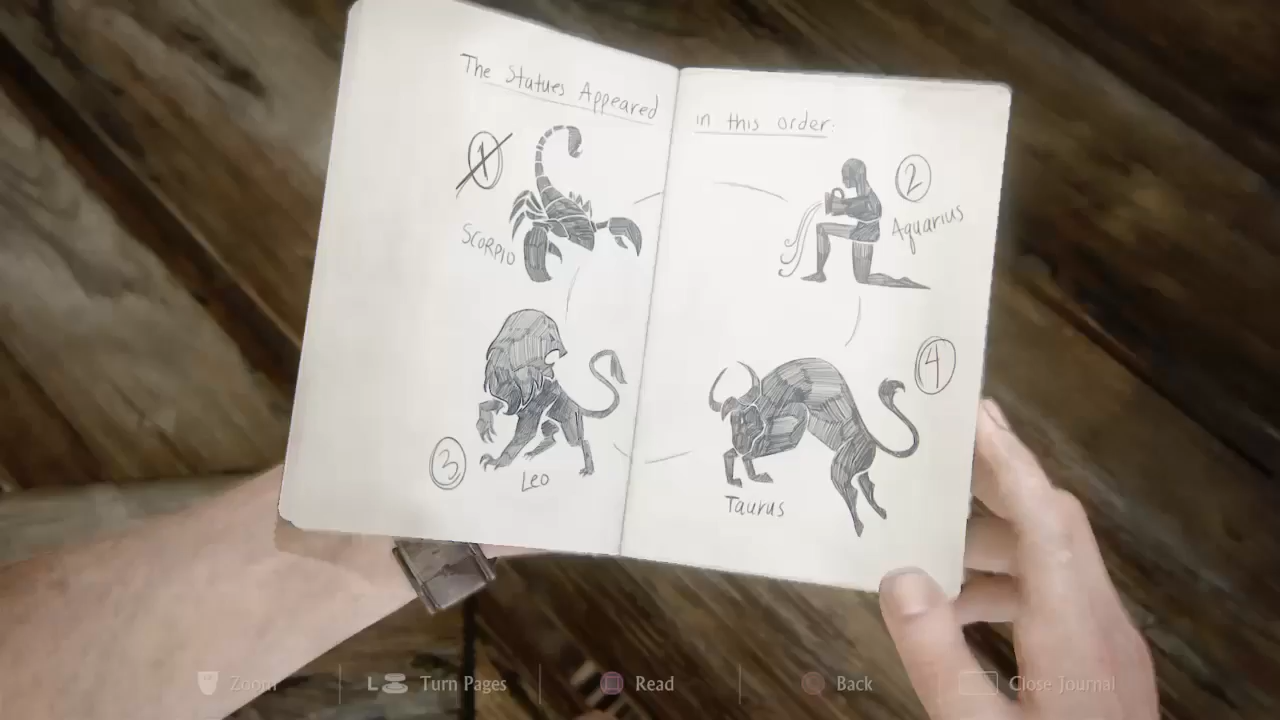 The Statues Appeared
in this order:
1
SCORPIO
2
Aquarius
3
Leo
4
Taurus
Zoom
L Turn Pages
Read
Back
Close Journal